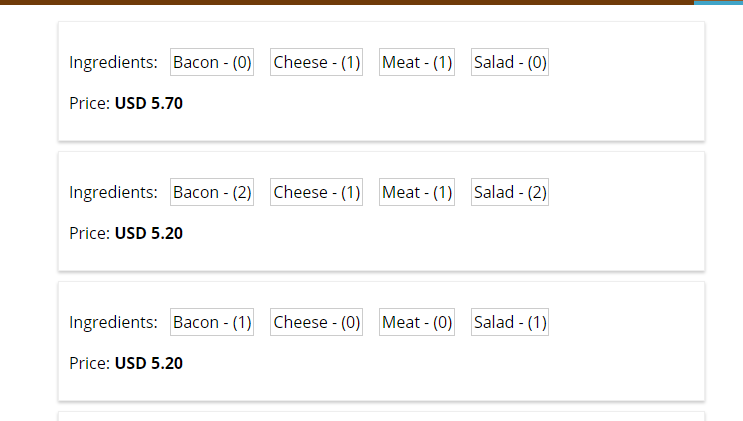 Ingredients: Bacon - (0) Cheese - (1) Meat - (1) Salad - (0)
Price: USD 5.70
Ingredients: Bacon - (2) Cheese - (1) Meat - (1) Salad - (2)
Price: USD 5.20
Ingredients: Bacon - (1) Cheese - (0) Meat - (0) Salad - (1)
Price: USD 5.20